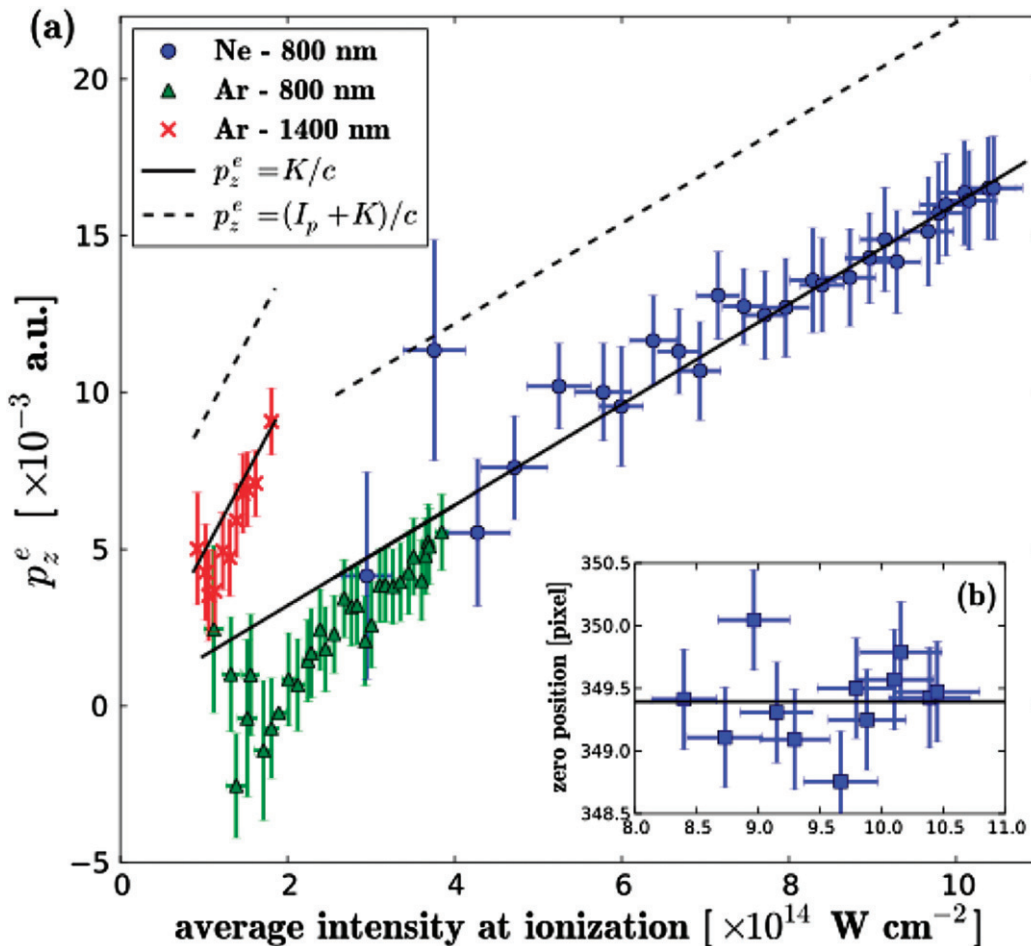 (a)
Ne - 800 nm
Ar - 800 nm
Ar - 1400 nm
p_z^e = K/c
p_z^e = (I_p + K)/c
20
15
10
5
0
−5
p_z^e [×10^−3 a.u.]
0 2 4 6 8 10
average intensity at ionization [×10^14 W cm^−2]
(b)
350.5
350.0
349.5
349.0
348.5
zero position [pixel]
8.0 8.5 9.0 9.5 10.0 10.5 11.0